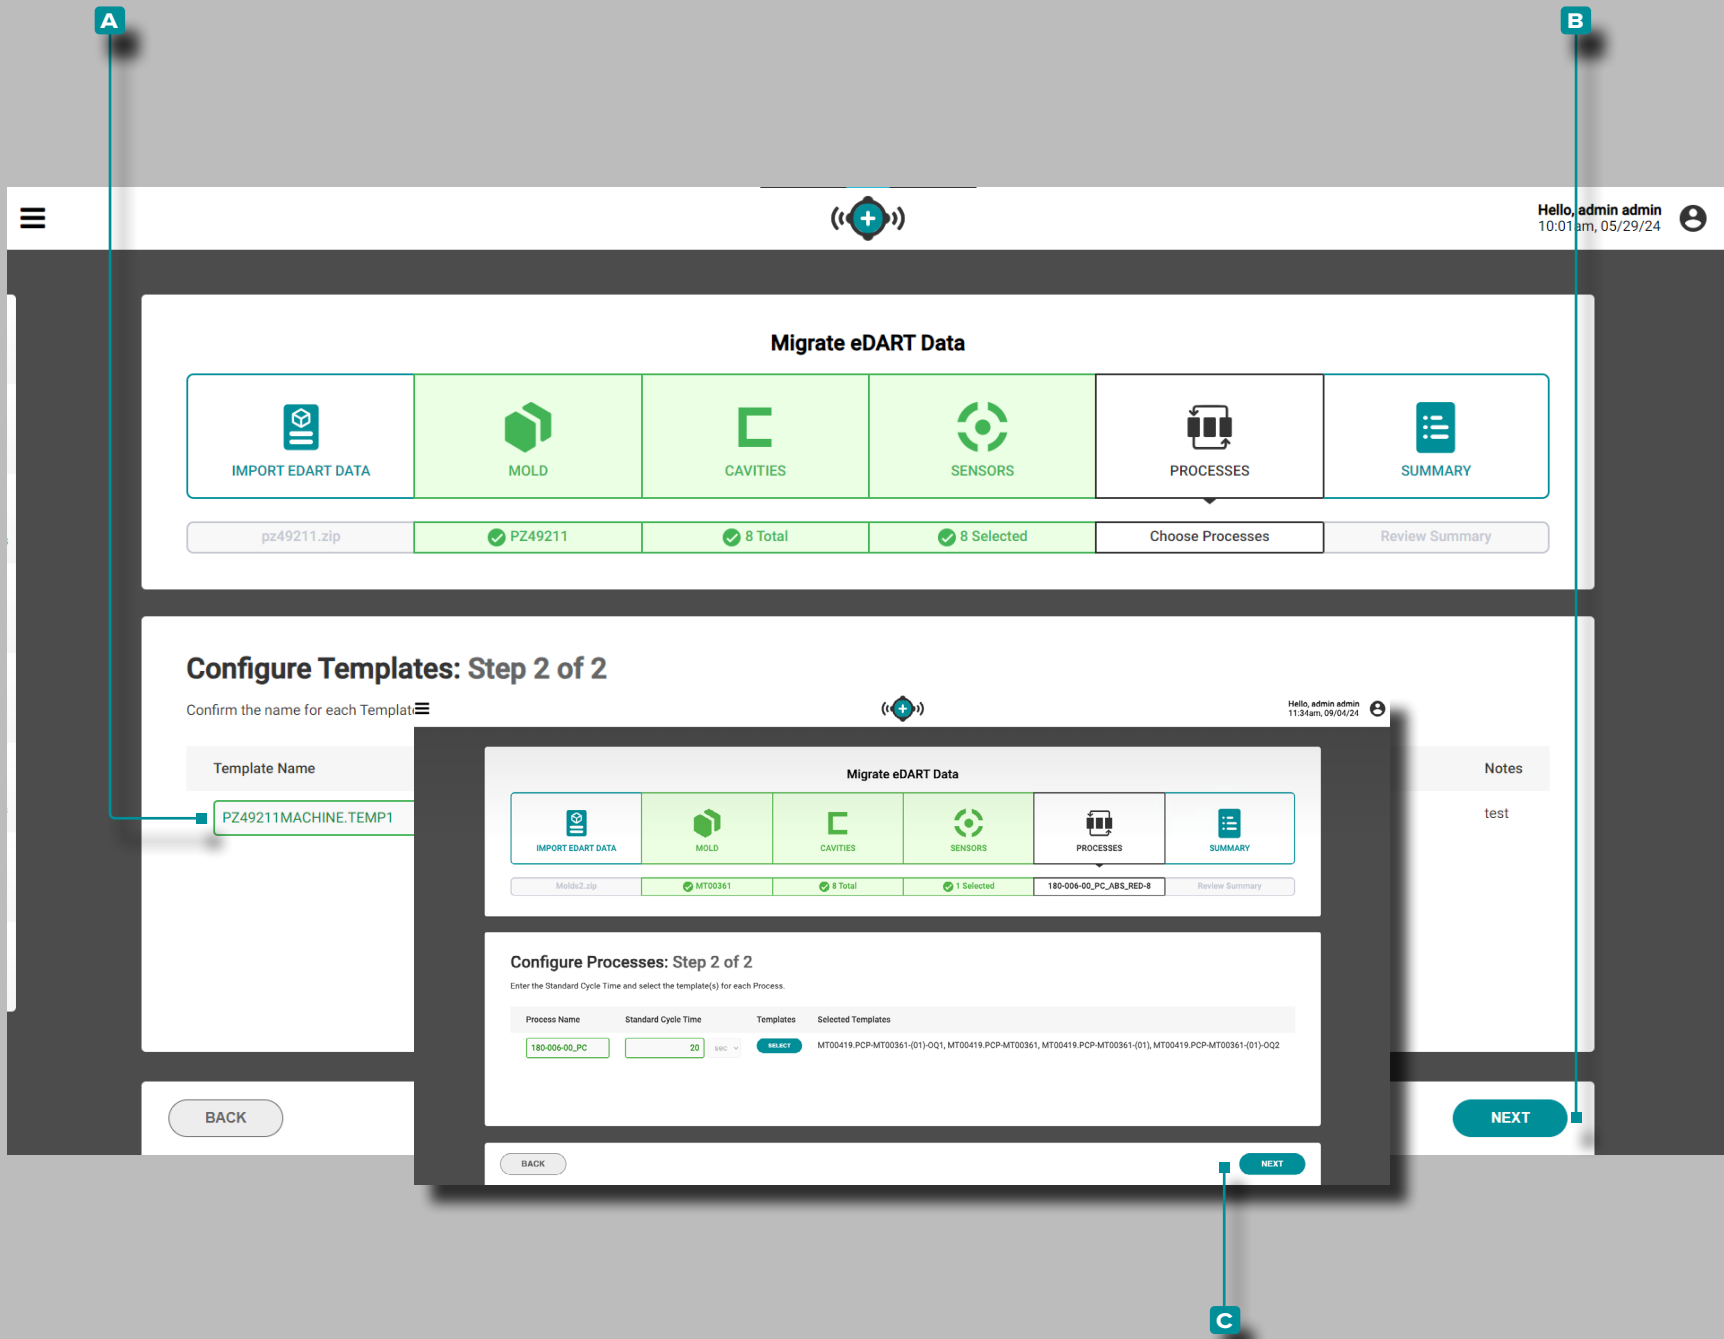 A
B
Hello, admin admin
10:01am, 05/29/24
Migrate eDART Data
IMPORT EDART DATA
MOLD
CAVITIES
SENSORS
PROCESSES
SUMMARY
pz49211.zip
PZ49211
8 Total
8 Selected
Choose Processes
Review Summary
Configure Templates: Step 2 of 2
Confirm the name for each Templat
Template Name
Notes
PZ49211MACHINE.TEMP1
test
BACK
NEXT
Hello, admin admin
11:34am, 09/04/24
Migrate eDART Data
IMPORT EDART DATA
MOLD
CAVITIES
SENSORS
PROCESSES
SUMMARY
Molds2.zip
MT00361
8 Total
1 Selected
180-006-00_PC_ABS_RED-8
Review Summary
Configure Processes: Step 2 of 2
Enter the Standard Cycle Time and select the template(s) for each Process.
Process Name
Standard Cycle Time
Templates
Selected Templates
180-006-00_PC
20
sec
SELECT
MT00419.PCP-MT00361-(01)-OQ1, MT00419.PCP-MT00361, MT00419.PCP-MT00361-(01), MT00419.PCP-MT00361-(01)-OQ2
BACK
NEXT
C